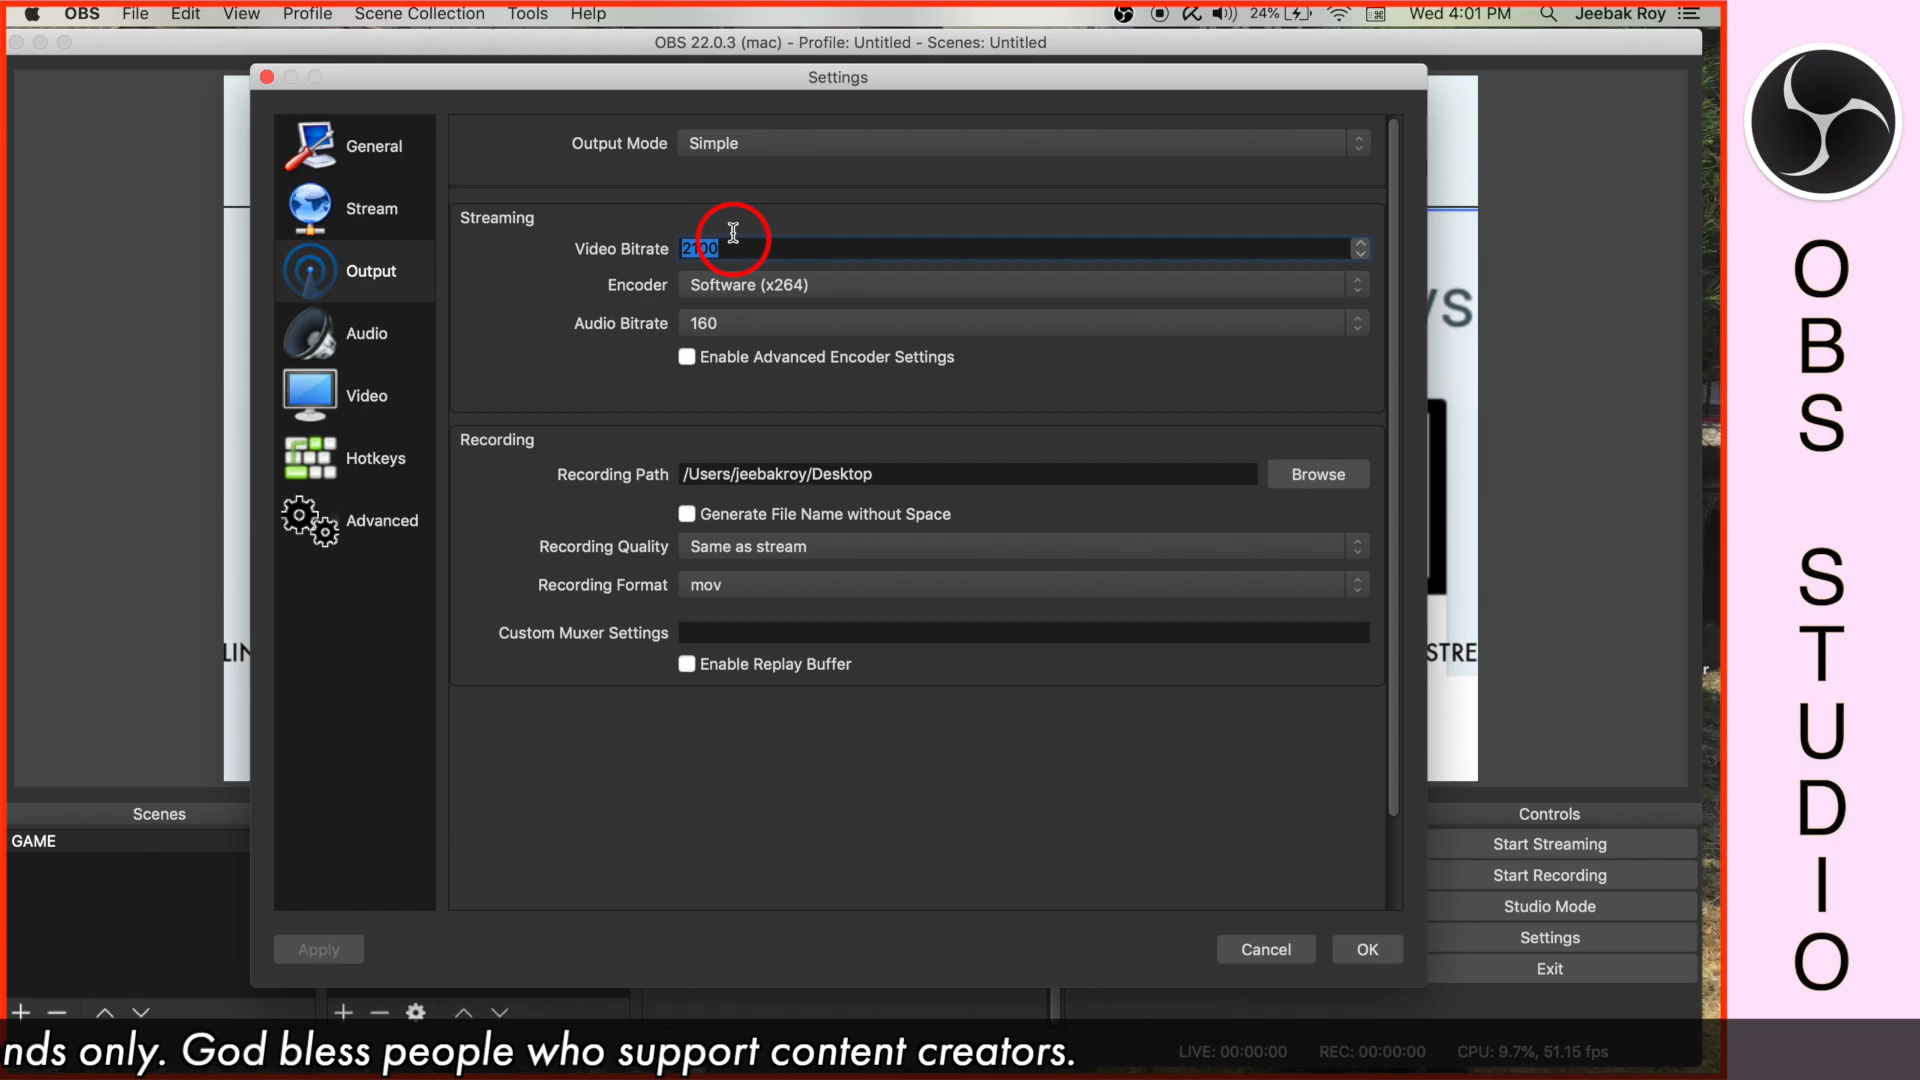 OBS File Edit View Profile Scene Collection Tools Help 24% Wed 4:01 PM Jeebak Roy
OBS 22.0.3 (mac) - Profile: Untitled - Scenes: Untitled
Settings
General
Stream
Output
Audio
Video
Hotkeys
Advanced
Output Mode Simple
Streaming
Video Bitrate 2100
Encoder Software (x264)
Audio Bitrate 160
Enable Advanced Encoder Settings
Recording
Recording Path /Users/jeebakroy/Desktop Browse
Generate File Name without Space
Recording Quality Same as stream
Recording Format mov
Custom Muxer Settings
Enable Replay Buffer
Apply Cancel OK
LIN
STRE
Scenes
GAME
Controls
Start Streaming
Start Recording
Studio Mode
Settings
Exit
LIVE: 00:00:00 REC: 00:00:00 CPU: 9.7%, 51.15 fps
nds only. God bless people who support content creators.
OBS STUDIO